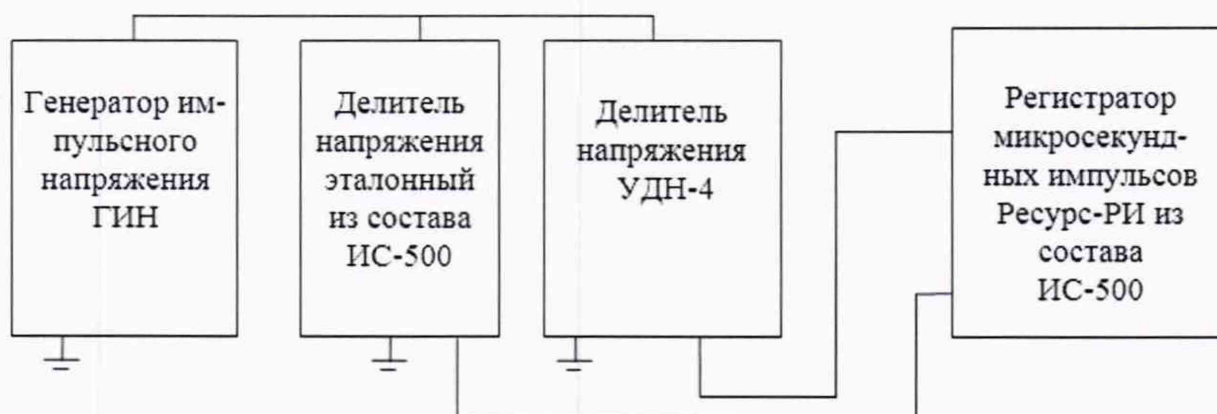 Генератор им-
пульсного
напряжения
ГИН
Делитель
напряжения
эталонный
из состава
ИС-500
Делитель
напряжения
УДН-4
Регистратор
микросекунд-
ных импульсов
Ресурс-РИ из
состава
ИС-500